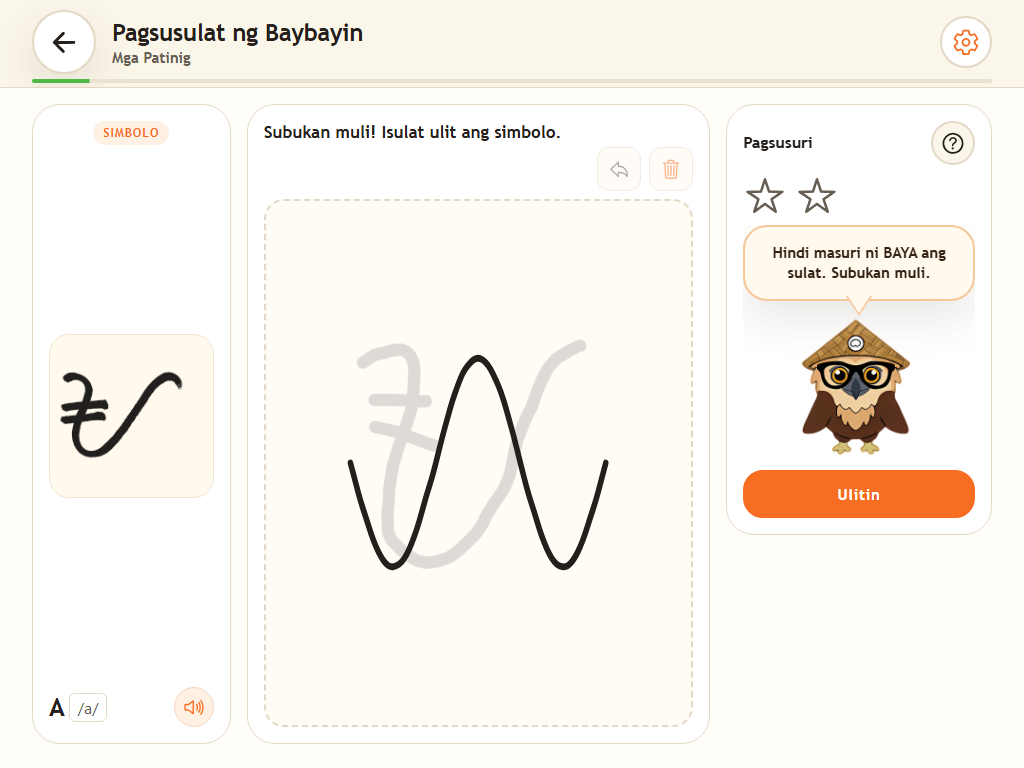 Pagsusulat ng Baybayin
Mga Patinig
SIMBOLO
ᜀ
A /a/
Subukan muli! Isulat ulit ang simbolo.
Pagsusuri
Hindi masuri ni BAYA ang
sulat. Subukan muli.
Ulitin